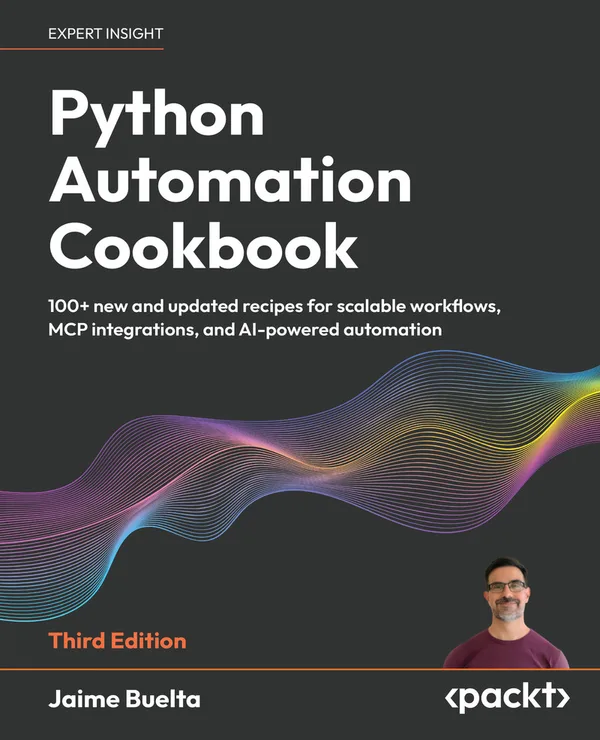 EXPERT INSIGHT
Python
Automation
Cookbook
100+ new and updated recipes for scalable workflows,
MCP integrations, and AI-powered automation
Third Edition
Jaime Buelta
<packt>